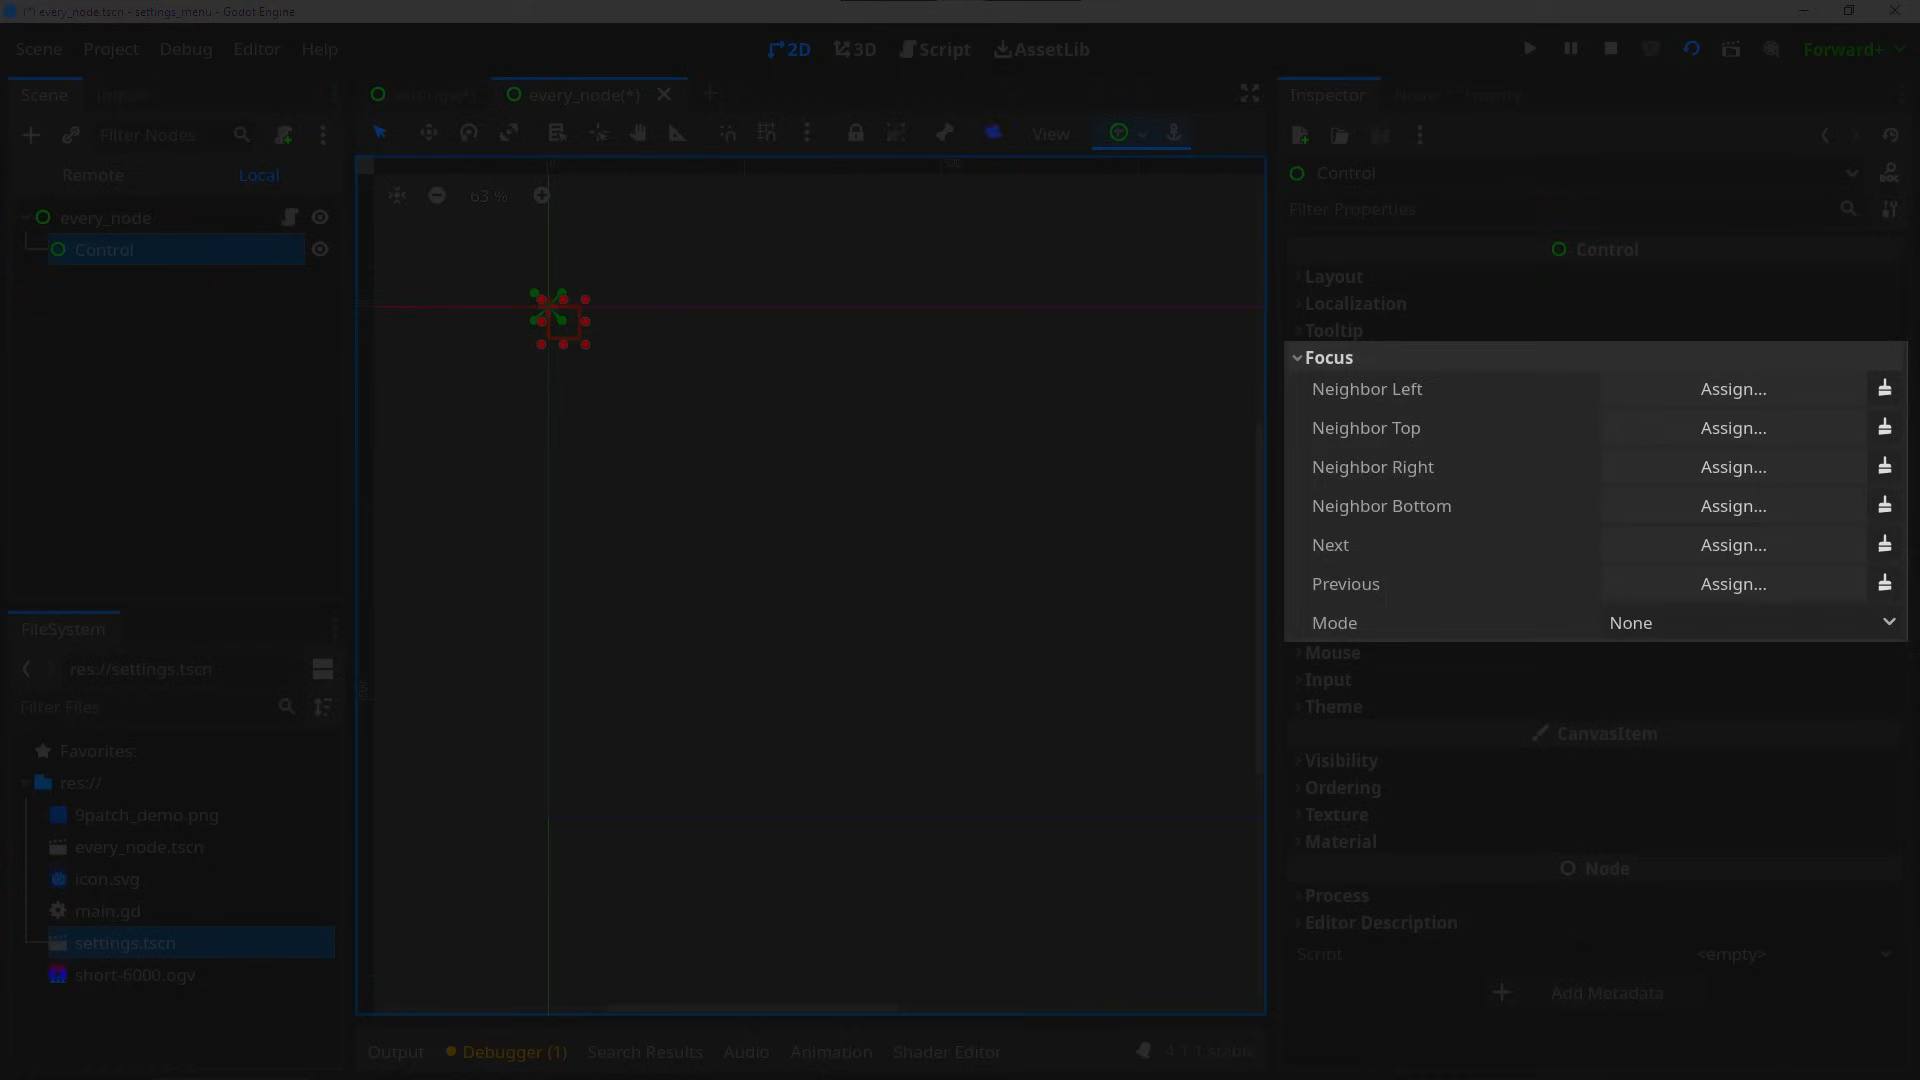 (*) every_node.tscn - settings_menu - Godot Engine
Scene Project Debug Editor Help
2D 3D Script AssetLib
Forward+
Scene
every_node(*)
Inspector
Filter Nodes
View
Remote Local
63 %
Control
Filter Properties
every_node
Control
Control
Layout
Localization
Tooltip
Focus
Neighbor Left Assign...
Neighbor Top Assign...
Neighbor Right Assign...
Neighbor Bottom Assign...
Next Assign...
Previous Assign...
Mode None
Mouse
Input
Theme
CanvasItem
Visibility
Ordering
Texture
Material
Node
Process
Editor Description
Script <empty>
Add Metadata
FileSystem
res://settings.tscn
Filter Files
Favorites:
res://
9patch_demo.png
every_node.tscn
icon.svg
main.gd
settings.tscn
short-6000.ogv
Output Debugger (1) Search Results Audio Animation Shader Editor
4.1.1.stable